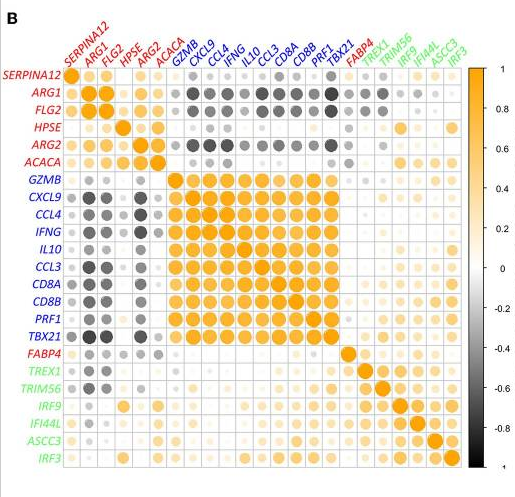 B
SERPINA12 ARG1 FLG2 HPSE ARG2 ACACA GZMB CXCL9 CCL4 IFNG IL10 CCL3 CD8A CD8B PRF1 TBX21 FABP4 TREX1 TRIM56 IRF9 IFI44L ASCC3 IRF3
SERPINA12
ARG1
FLG2
HPSE
ARG2
ACACA
GZMB
CXCL9
CCL4
IFNG
IL10
CCL3
CD8A
CD8B
PRF1
TBX21
FABP4
TREX1
TRIM56
IRF9
IFI44L
ASCC3
IRF3
1
0.8
0.6
0.4
0.2
0
-0.2
-0.4
-0.6
-0.8
-1